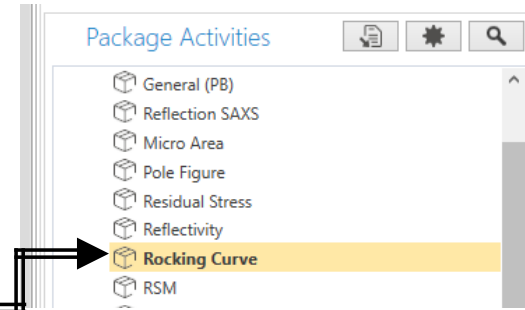 Package Activities
General (PB)
Reflection SAXS
Micro Area
Pole Figure
Residual Stress
Reflectivity
Rocking Curve
RSM